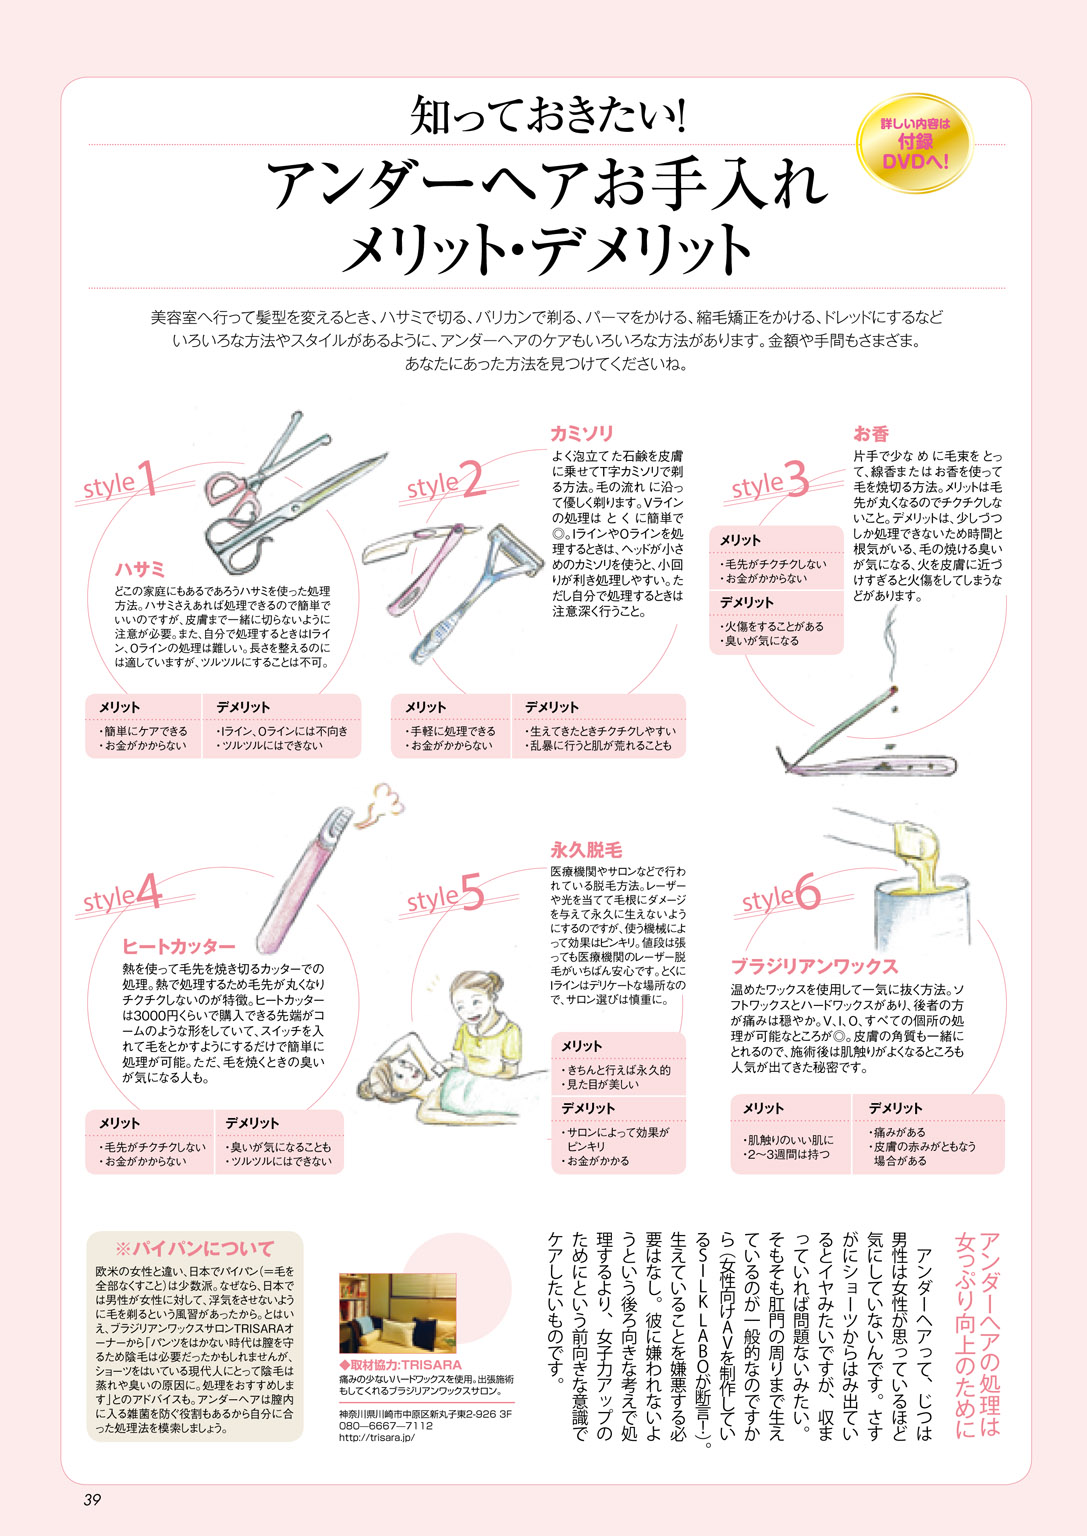 知っておきたい!
アンダーヘアお手入れ
メリット・デメリット
詳しい内容は
付録
DVDへ!
美容室へ行って髪型を変えるとき、ハサミで切る、バリカンで剃る、パーマをかける、縮毛矯正をかける、ドレッドにするなど
いろいろな方法やスタイルがあるように、アンダーヘアのケアもいろいろな方法があります。金額や手間もさまざま。
あなたにあった方法を見つけてくださいね。
style1
ハサミ
どこの家庭にもあるであろうハサミを使った処理
方法。ハサミさえあれば処理できるので簡単で
いいのですが、皮膚まで一緒に切らないように
注意が必要。また、自分で処理するときはIライ
ン、Oラインの処理は難しい。長さを整えるのに
は適していますが、ツルツルにすることは不可。
メリット
・簡単にケアできる
・お金がかからない
デメリット
・Iライン、Oラインには不向き
・ツルツルにはできない
style2
カミソリ
よく泡立てた石鹸を皮膚
に乗せてT字カミソリで剃
る方法。毛の流れに沿っ
て優しく剃ります。Vライン
の処理はとくに簡単で
◎。IラインやOラインを処
理するときは、ヘッドが小さ
めのカミソリを使うと、小回
りが利き処理しやすい。た
だし自分で処理するときは
注意深く行うこと。
メリット
・手軽に処理できる
・お金がかからない
デメリット
・生えてきたときチクチクしやすい
・乱暴に行うと肌が荒れることも
style3
お香
片手で少なめに毛束をとっ
て、線香またはお香を使って
毛を焼切る方法。メリットは毛
先が丸くなるのでチクチクしな
いこと。デメリットは、少しづつ
しか処理できないため時間と
根気がいる、毛の焼ける臭い
が気になる、火を皮膚に近づ
けすぎると火傷をしてしまうな
どがあります。
メリット
・毛先がチクチクしない
・お金がかからない
デメリット
・火傷をすることがある
・臭いが気になる
style4
ヒートカッター
熱を使って毛先を焼き切るカッターでの
処理。熱で処理するため毛先が丸くなり
チクチクしないのが特徴。ヒートカッター
は3000円くらいで購入できる先端がコ
ームのような形をしていて、スイッチを入
れて毛をとかすようにするだけで簡単に
処理が可能。ただ、毛を焼くときの臭い
が気になる人も。
メリット
・毛先がチクチクしない
・お金がかからない
デメリット
・臭いが気になることも
・ツルツルにはできない
style5
永久脱毛
医療機関やサロンなどで行わ
れている脱毛方法。レーザー
や光を当てて毛根にダメージ
を与えて永久に生えないよう
にするのですが、使う機械によ
って効果はピンキリ。値段は張
っても医療機関のレーザー脱
毛がいちばん安心です。とくに
Iラインはデリケートな場所なの
で、サロン選びは慎重に。
メリット
・きちんと行えば永久的
・見た目が美しい
デメリット
・サロンによって効果が
ピンキリ
・お金がかかる
style6
ブラジリアンワックス
温めたワックスを使用して一気に抜く方法。ソ
フトワックスとハードワックスがあり、後者の方
が痛みは穏やか。V、I、O、すべての個所の処
理が可能なところが◎。皮膚の角質も一緒に
とれるので、施術後は肌触りがよくなるところも
人気が出てきた秘密です。
メリット
・肌触りのいい肌に
・2〜3週間は持つ
デメリット
・痛みがある
・皮膚の赤みがともなう
場合がある
アンダーヘアの処理は
女っぷり向上のために
アンダーヘアって、じつは
男性は女性が思っているほど
気にしていないんです。さす
がにショーツからはみ出てい
るとイヤみたいですが、収ま
っていれば問題ないみたい。
そもそも肛門の周りまで生え
ているのが一般的なのですか
ら(女性向けAVを制作してい
るSILK LABOが断言!)。
生えていることを嫌悪する必
要はなし。彼に嫌われないよ
うという後ろ向きな考えで処
理するより、女子力アップの
ためにという前向きな意識で
ケアしたいものです。
※パイパンについて
欧米の女性と違い、日本でパイパン(=毛を
全部なくすこと)は少数派。なぜなら、日本で
は男性が女性に対して、浮気をさせないよう
に毛を剃るという風習があったから。とはい
え、ブラジリアンワックスサロンTRISARAオ
ーナーから「パンツをはかない時代は膣を守
るため陰毛は必要だったかもしれませんが、
ショーツをはいている現代人にとって陰毛は
蒸れや臭いの原因に。処理をおすすめしま
す」とのアドバイスも。アンダーヘアは膣内
に入る雑菌を防ぐ役割もあるから自分に合
った処理法を模索しましょう。
◆取材協力:TRISARA
痛みの少ないハードワックスを使用。出張施術
もしてくれるブラジリアンワックスサロン。
神奈川県川崎市中原区新丸子東2-926 3F
080―6667―7112
http://trisara.jp/
39